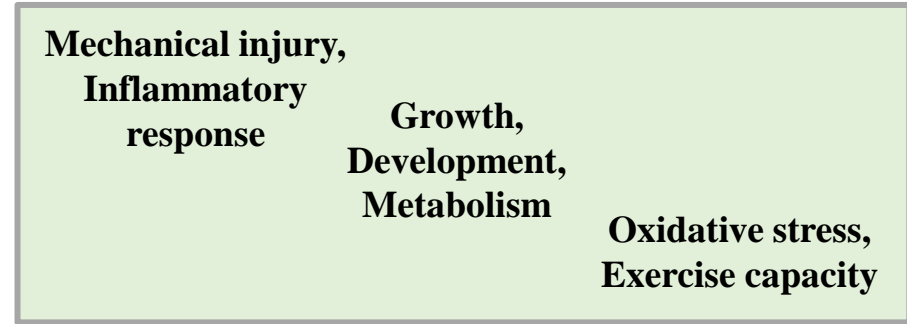 Mechanical injury,
Inflammatory
response
Growth,
Development,
Metabolism
Oxidative stress,
Exercise capacity